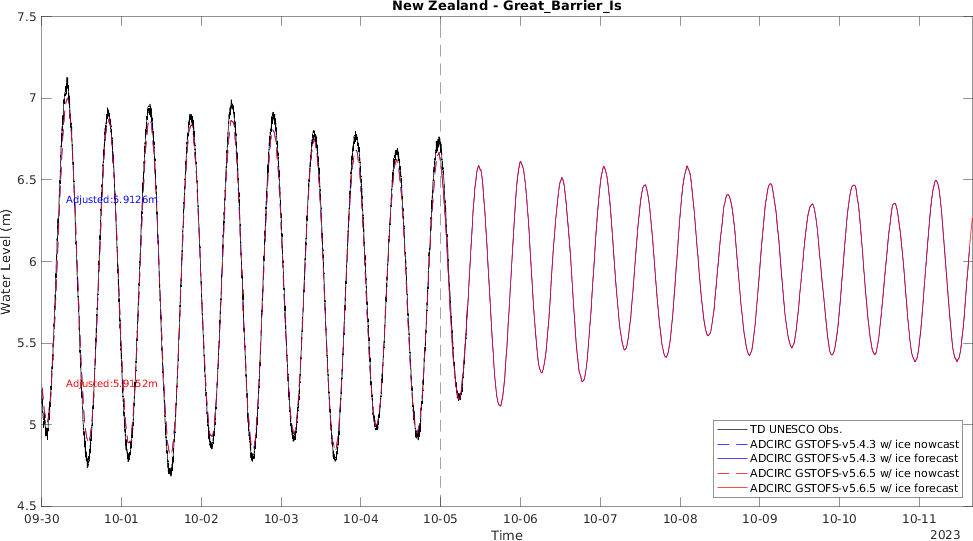 New Zealand - Great_Barrier_Is
7.5
7
6.5
6
5.5
5
4.5
Water Level (m)
Adjusted:5.9126m
Adjusted:5.9152m
TD UNESCO Obs.
ADCIRC GSTOFS-v5.4.3 w/ ice nowcast
ADCIRC GSTOFS-v5.4.3 w/ ice forecast
ADCIRC GSTOFS-v5.6.5 w/ ice nowcast
ADCIRC GSTOFS-v5.6.5 w/ ice forecast
09-30 10-01 10-02 10-03 10-04 10-05 10-06 10-07 10-08 10-09 10-10 10-11
Time
2023